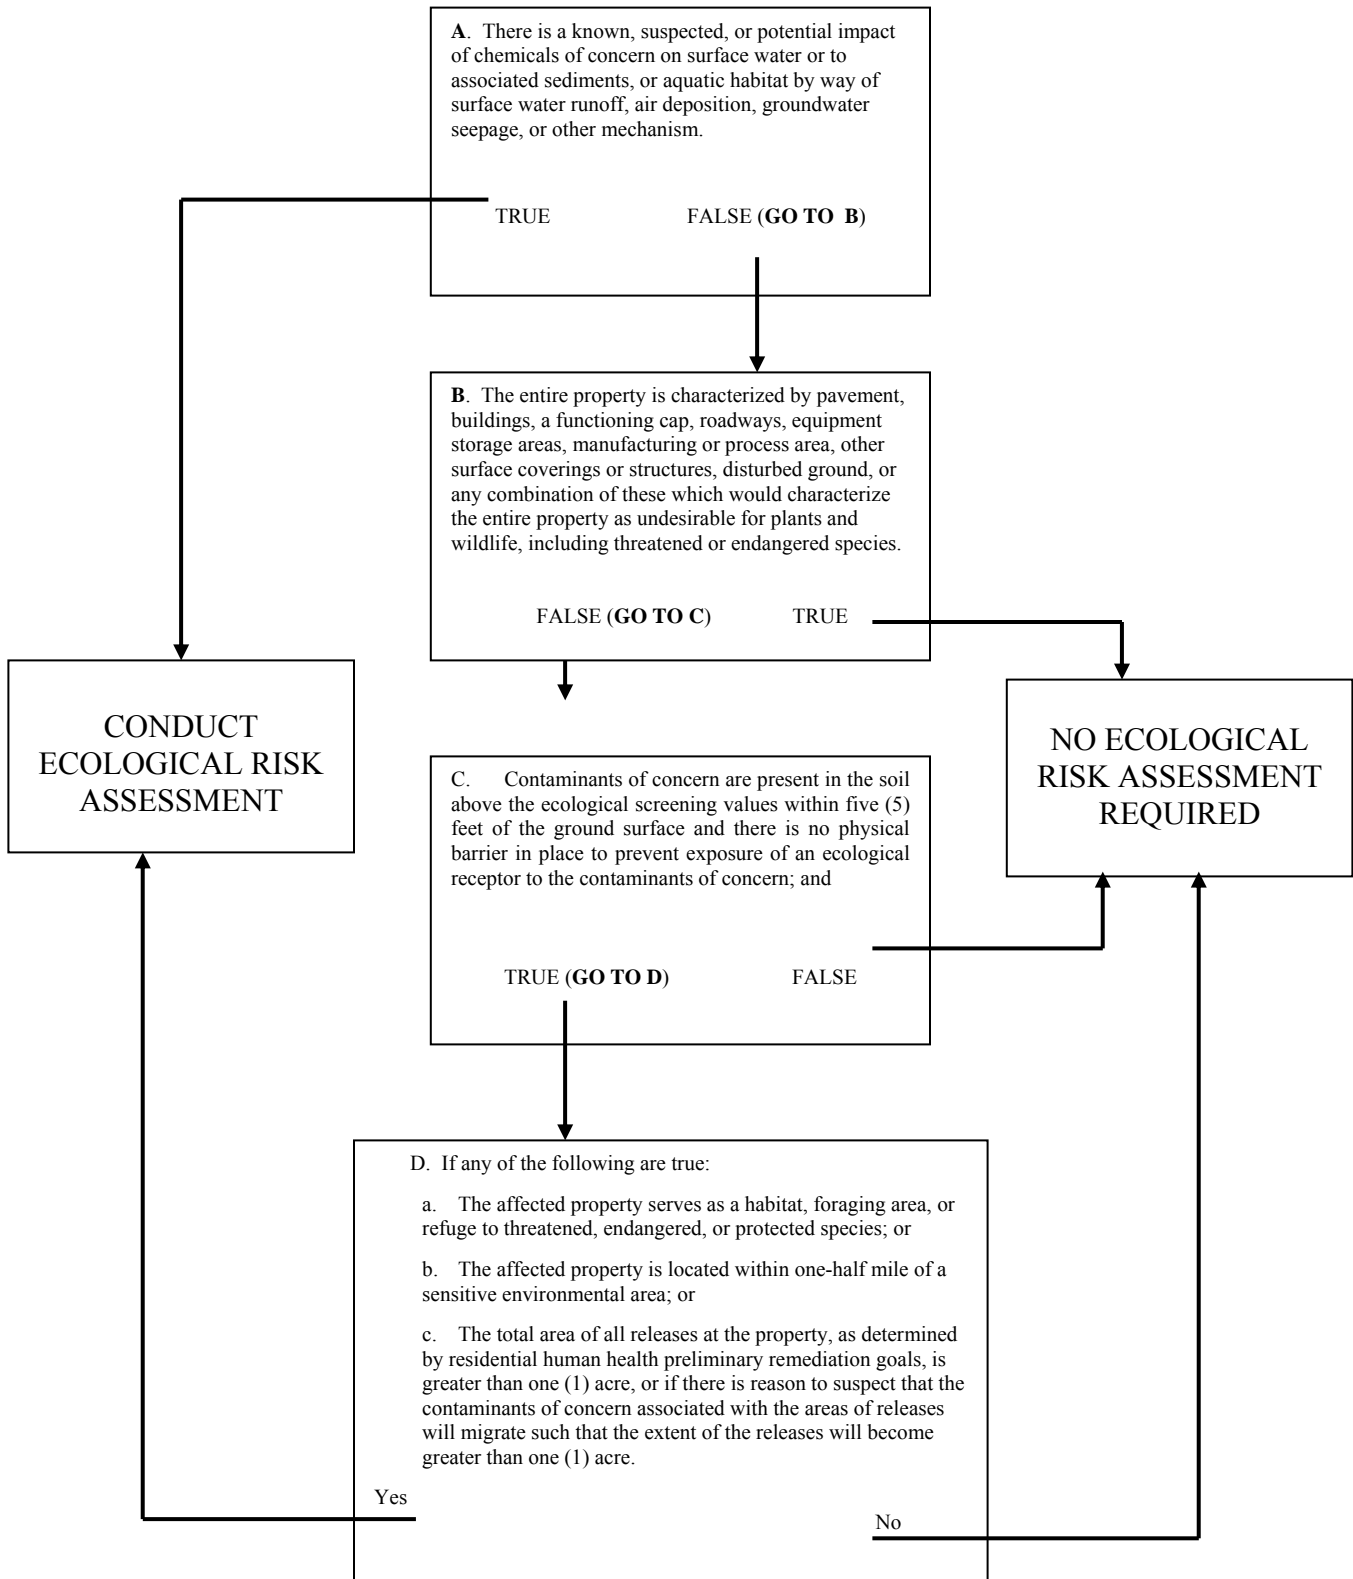 A. There is a known, suspected, or potential impact
of chemicals of concern on surface water or to
associated sediments, or aquatic habitat by way of
surface water runoff, air deposition, groundwater
seepage, or other mechanism.
TRUE FALSE (GO TO B)
B. The entire property is characterized by pavement,
buildings, a functioning cap, roadways, equipment
storage areas, manufacturing or process area, other
surface coverings or structures, disturbed ground, or
any combination of these which would characterize
the entire property as undesirable for plants and
wildlife, including threatened or endangered species.
FALSE (GO TO C) TRUE
CONDUCT
ECOLOGICAL RISK
ASSESSMENT
NO ECOLOGICAL
RISK ASSESSMENT
REQUIRED
C. Contaminants of concern are present in the soil
above the ecological screening values within five (5)
feet of the ground surface and there is no physical
barrier in place to prevent exposure of an ecological
receptor to the contaminants of concern; and
TRUE (GO TO D) FALSE
D. If any of the following are true:
a. The affected property serves as a habitat, foraging area, or
refuge to threatened, endangered, or protected species; or
b. The affected property is located within one-half mile of a
sensitive environmental area; or
c. The total area of all releases at the property, as determined
by residential human health preliminary remediation goals, is
greater than one (1) acre, or if there is reason to suspect that the
contaminants of concern associated with the areas of releases
will migrate such that the extent of the releases will become
greater than one (1) acre.
Yes
No